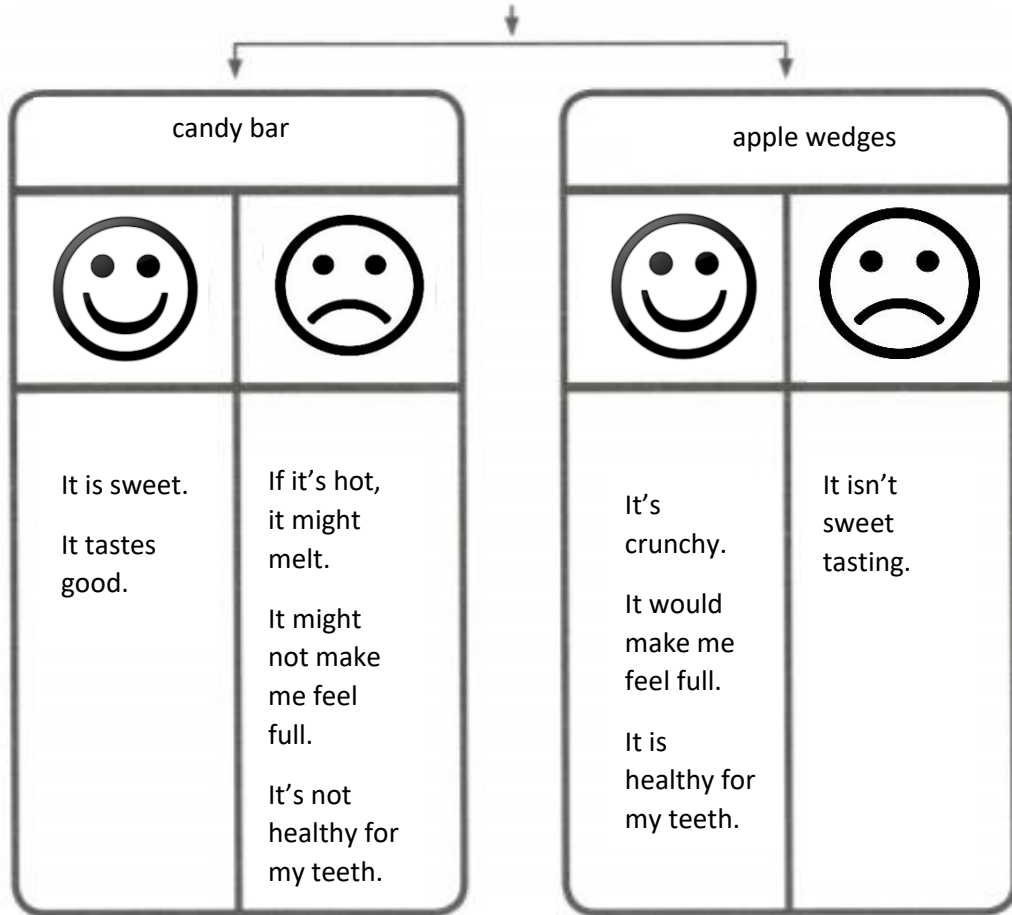 candy bar
It is sweet.
It tastes
good.
If it’s hot,
it might
melt.
It might
not make
me feel
full.
It’s not
healthy for
my teeth.
apple wedges
It’s
crunchy.
It would
make me
feel full.
It is
healthy for
my teeth.
It isn’t
sweet
tasting.